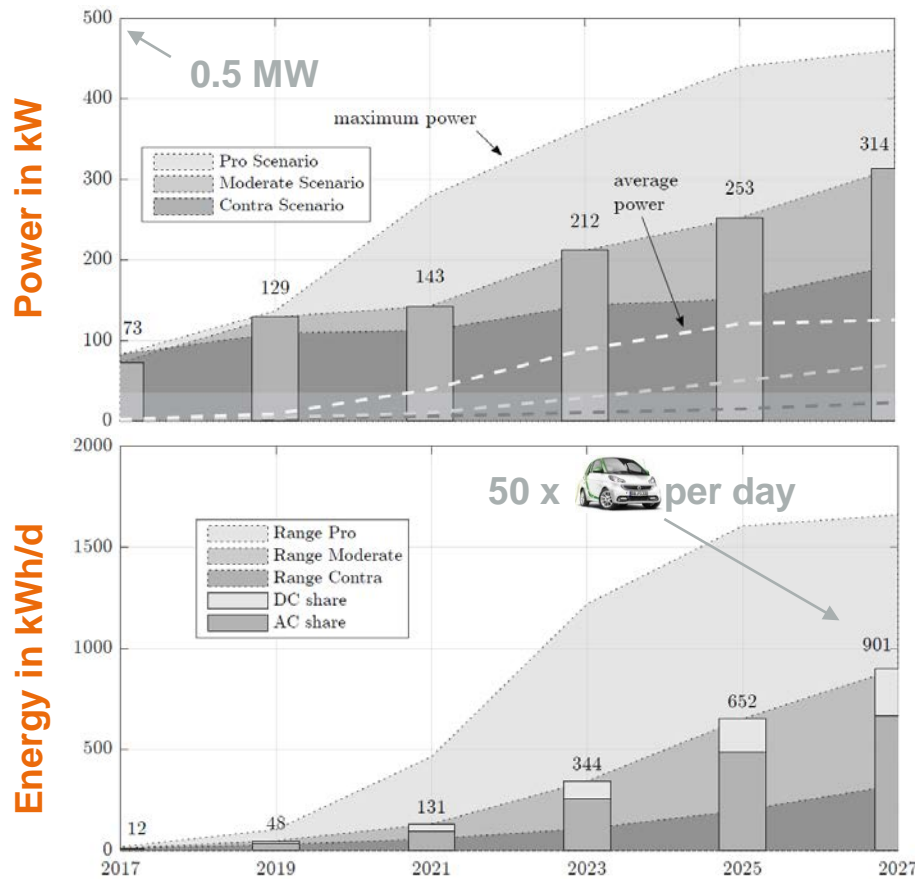 Power in kW
500
400
300
200
100
0
0.5 MW
maximum power
Pro Scenario
Moderate Scenario
Contra Scenario
average
power
73
129
143
212
253
314
Energy in kWh/d
2000
1500
1000
500
0
50 x per day
Range Pro
Range Moderate
Range Contra
DC share
AC share
12
48
131
344
652
901
2017
2019
2021
2023
2025
2027